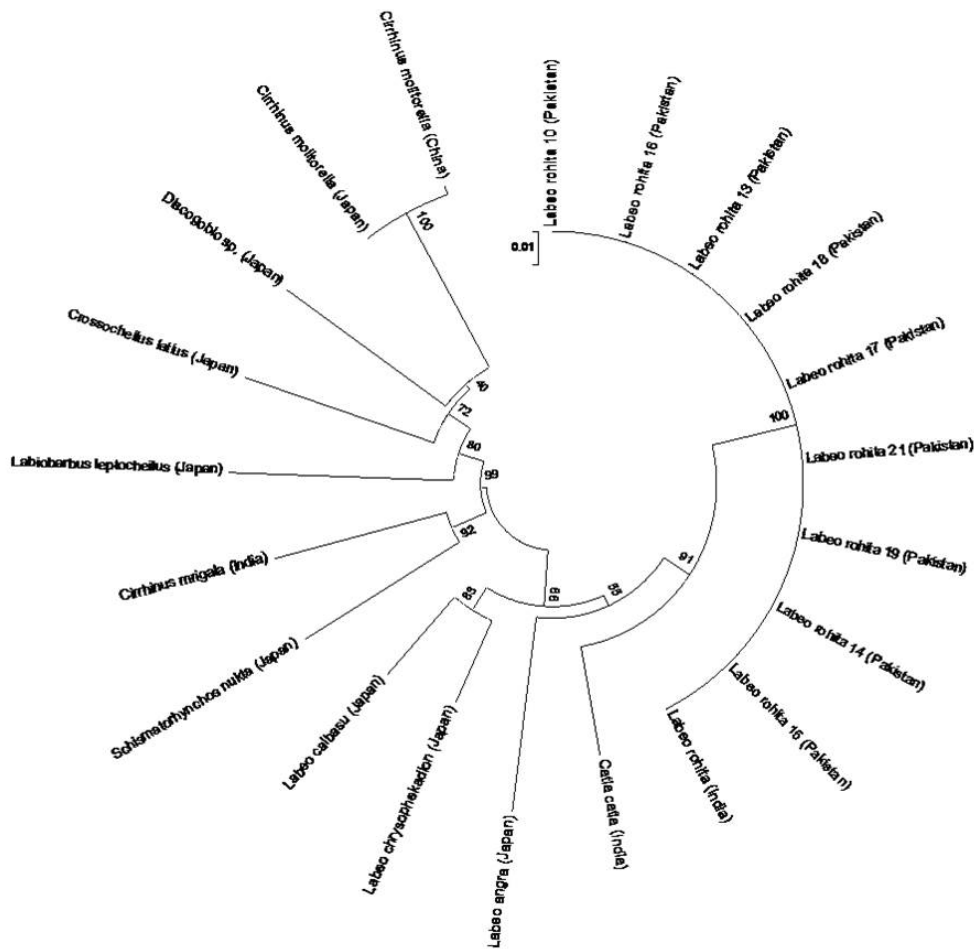 Cirrhinus molitorella (China)
Cirrhinus molitorella (Japan)
Discogobio sp. (Japan)
Crossocheilus latius (Japan)
Labiobarbus leptocheilus (Japan)
Cirrhinus mrigala (India)
Schismatorhynchos nukta (Japan)
Labeo calbasu (Japan)
Labeo chrysophekadion (Japan)
Labeo angra (Japan)
Catla catla (India)
Labeo rohita (India)
Labeo rohita 16 (Pakistan)
Labeo rohita 14 (Pakistan)
Labeo rohita 19 (Pakistan)
Labeo rohita 21 (Pakistan)
Labeo rohita 17 (Pakistan)
Labeo rohita 18 (Pakistan)
Labeo rohita 13 (Pakistan)
Labeo rohita 16 (Pakistan)
Labeo rohita 10 (Pakistan)
0.01
100
40
72
80
99
92
83
99
55
91
100